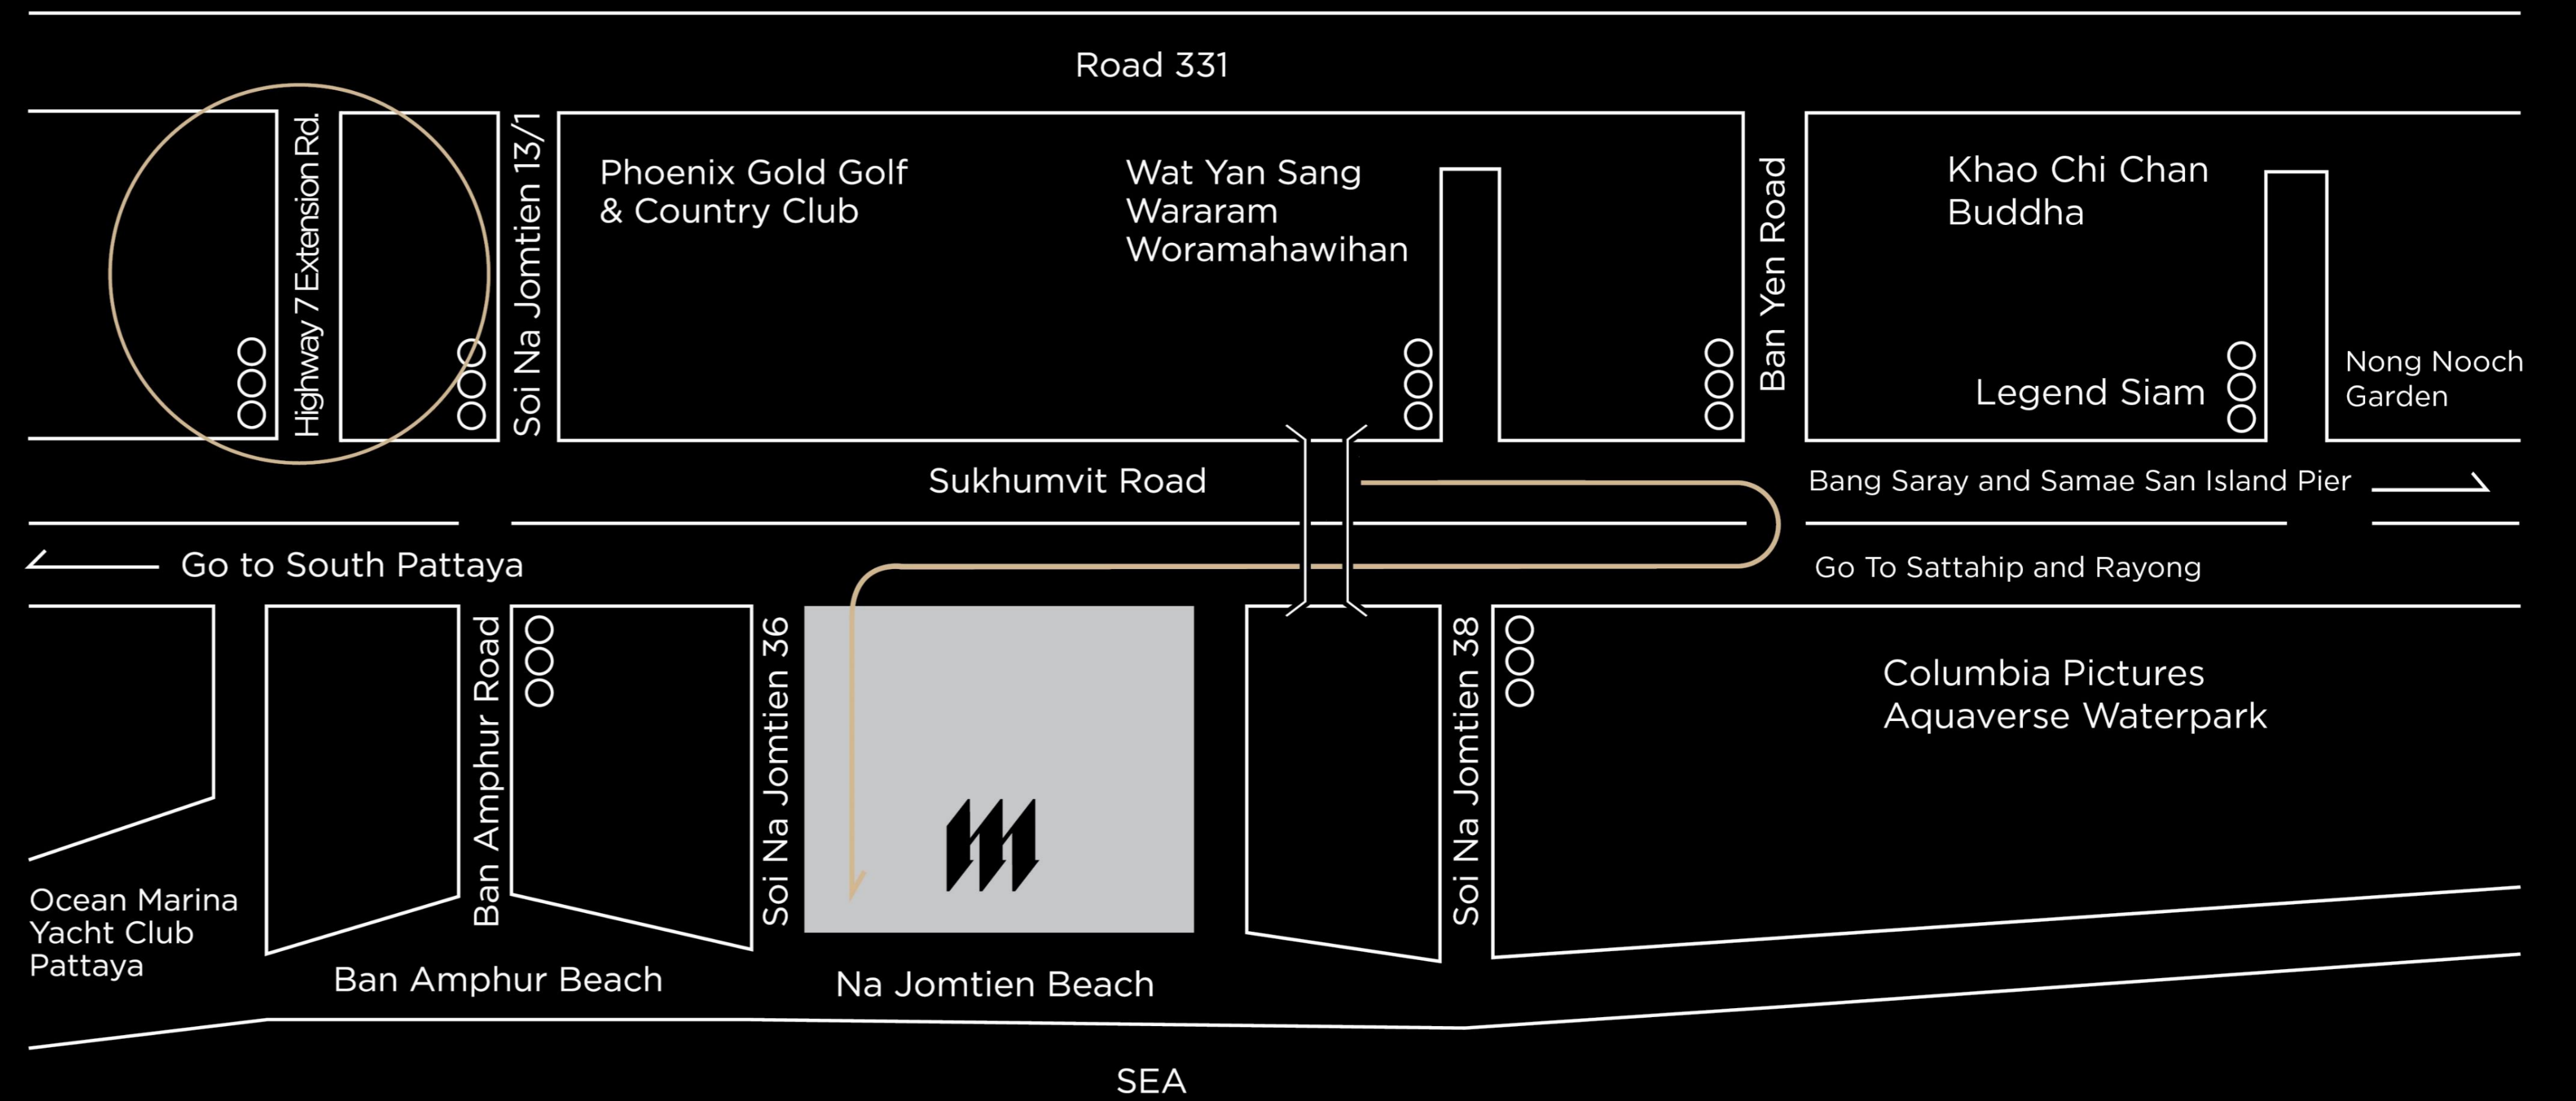 Road 331
Highway 7 Extension Rd.
Soi Na Jomtien 13/1
Phoenix Gold Golf
& Country Club
Wat Yan Sang
Wararam
Woramahawihan
Ban Yen Road
Khao Chi Chan
Buddha
Legend Siam
Nong Nooch
Garden
Sukhumvit Road
Bang Saray and Samae San Island Pier
Go to South Pattaya
Go To Sattahip and Rayong
Ban Amphur Road
Soi Na Jomtien 36
Soi Na Jomtien 38
Columbia Pictures
Aquaverse Waterpark
Ocean Marina
Yacht Club
Pattaya
Ban Amphur Beach
Na Jomtien Beach
SEA